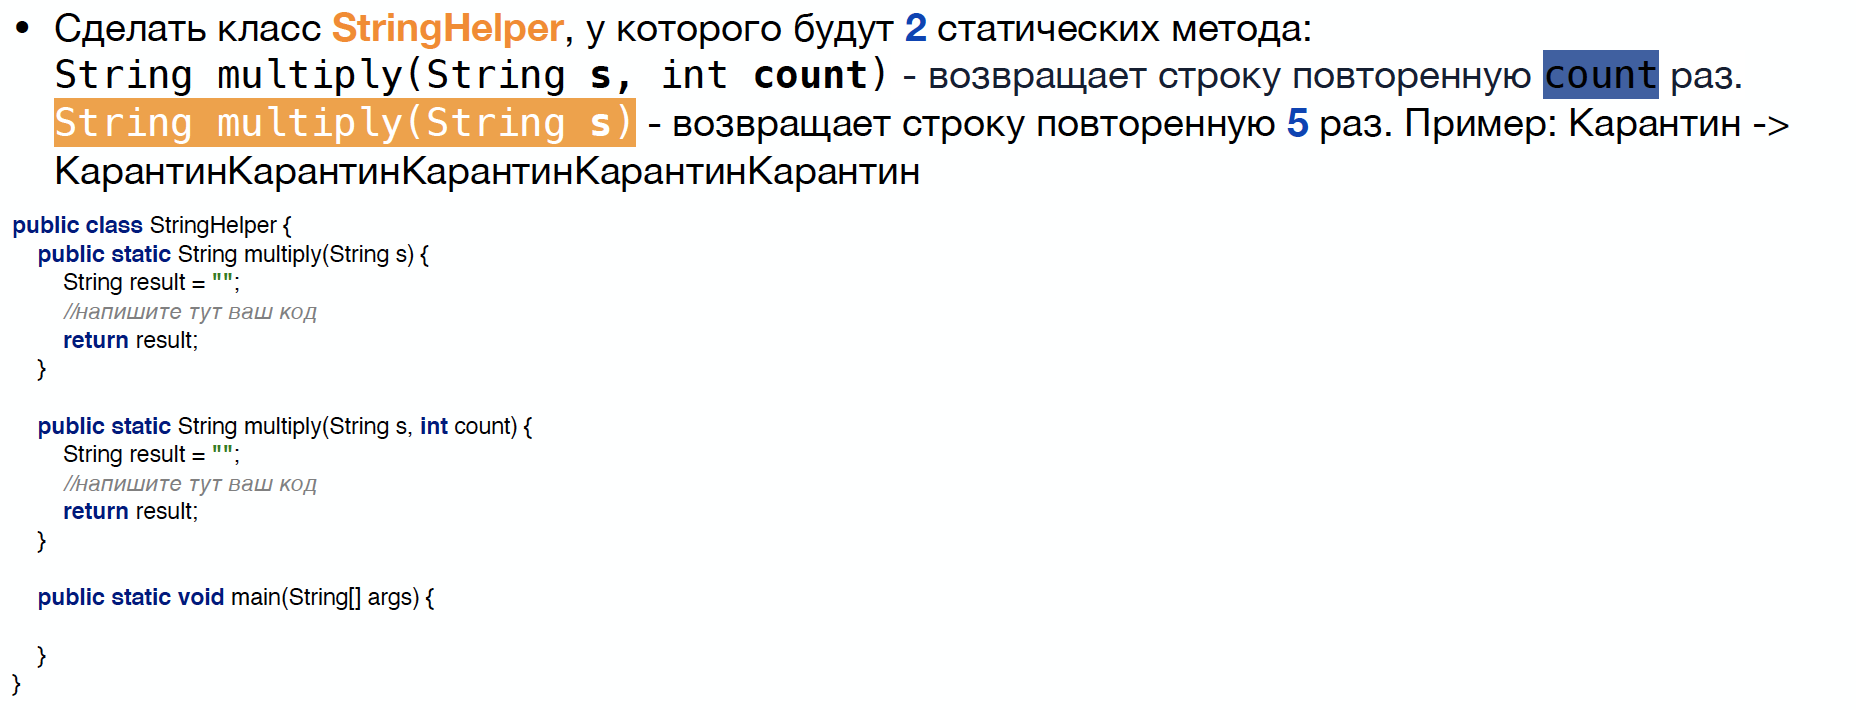 • Сделать класс StringHelper, у которого будут 2 статических метода:
String multiply(String s, int count) - возвращает строку повторенную count раз.
String multiply(String s) - возвращает строку повторенную 5 раз. Пример: Карантин ->
КарантинКарантинКарантинКарантинКарантин
public class StringHelper {
public static String multiply(String s) {
String result = "";
//напишите тут ваш код
return result;
}
public static String multiply(String s, int count) {
String result = "";
//напишите тут ваш код
return result;
}
public static void main(String[] args) {
}
}